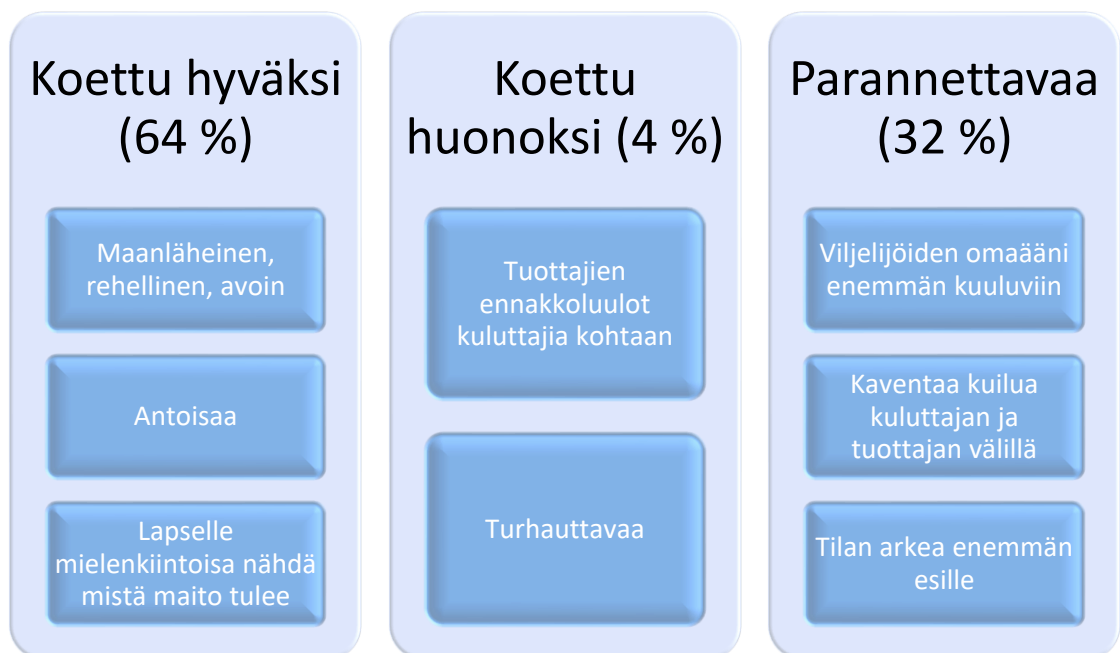 Koettu hyväksi
(64 %)
Maanläheinen,
rehellinen, avoin
Antoisaa
Lapselle
mielenkiintoisa nähdä
mistä maito tulee
Koettu
huonoksi (4 %)
Tuottajien
ennakkoluulot
kuluttajia kohtaan
Turhauttavaa
Parannettavaa
(32 %)
Viljelijöiden omaääni
enemmän kuuluviin
Kaventaa kuilua
kuluttajan ja
tuottajan välillä
Tilan arkea enemmän
esille